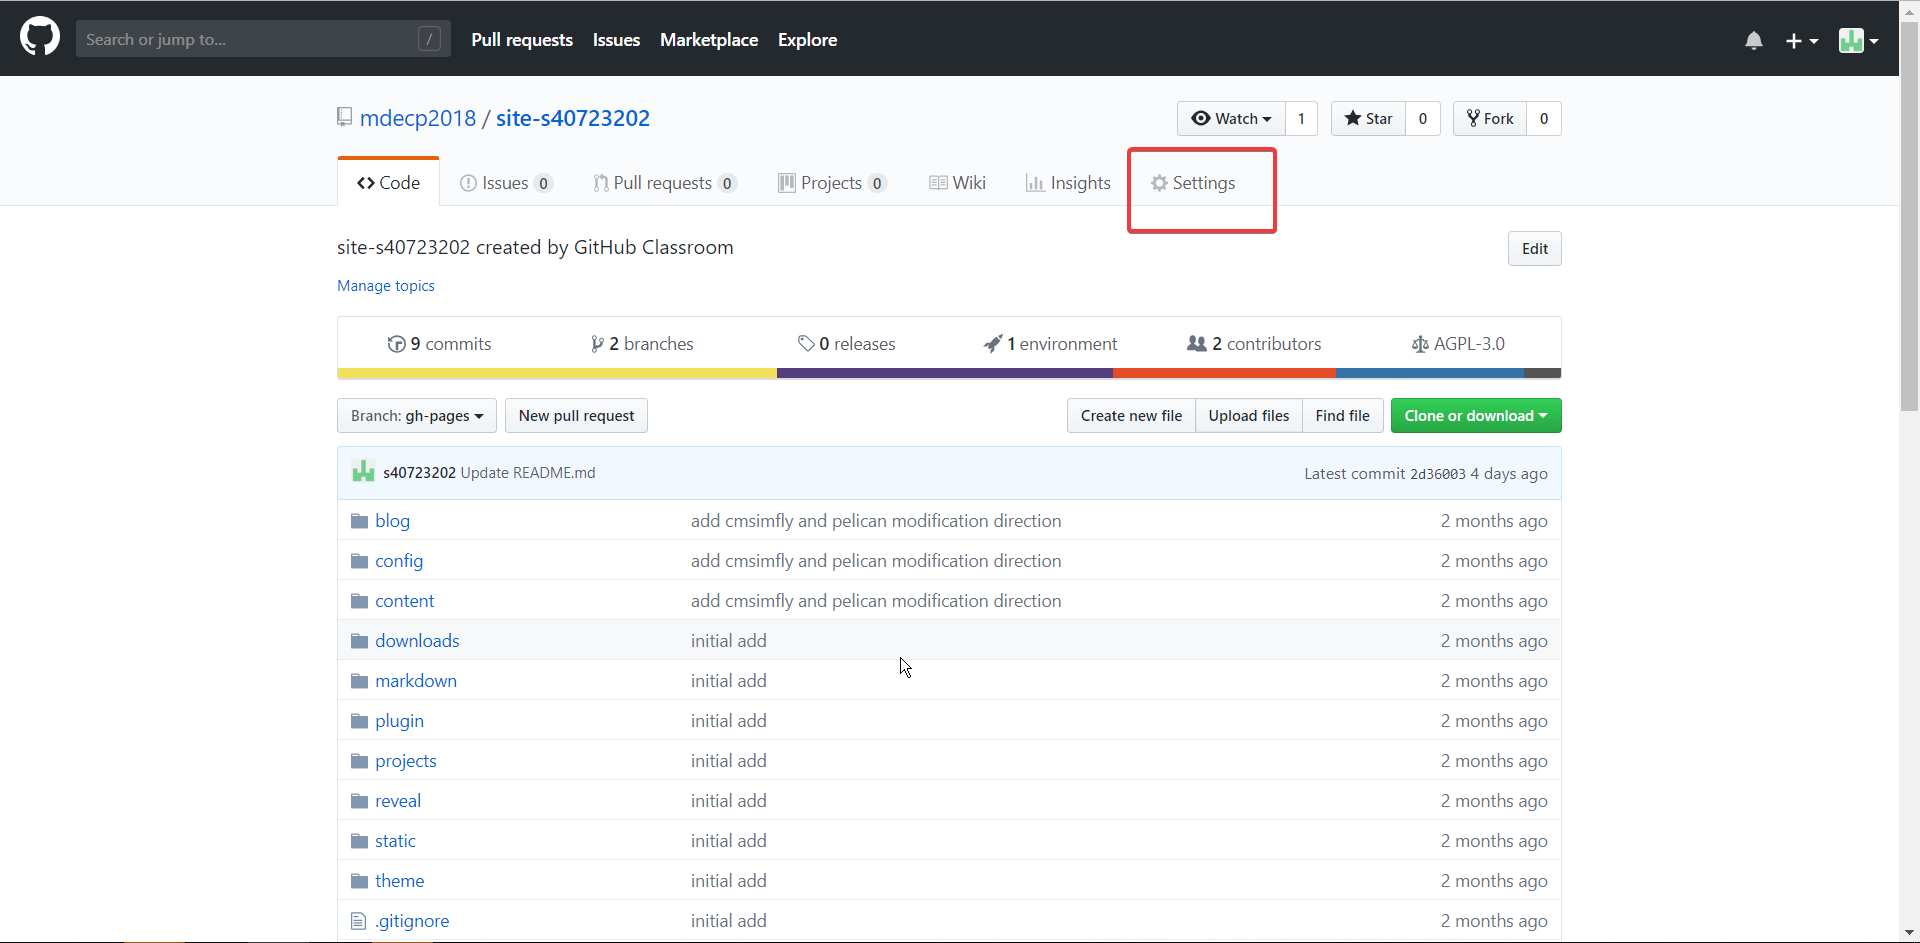 Search or jump to... / Pull requests Issues Marketplace Explore
mdecp2018 / site-s40723202 Watch 1 Star 0 Fork 0
Code Issues 0 Pull requests 0 Projects 0 Wiki Insights Settings
site-s40723202 created by GitHub Classroom Edit
Manage topics
9 commits 2 branches 0 releases 1 environment 2 contributors AGPL-3.0
Branch: gh-pages New pull request Create new file Upload files Find file Clone or download
s40723202 Update README.md Latest commit 2d36003 4 days ago
blog add cmsimfly and pelican modification direction 2 months ago
config add cmsimfly and pelican modification direction 2 months ago
content add cmsimfly and pelican modification direction 2 months ago
downloads initial add 2 months ago
markdown initial add 2 months ago
plugin initial add 2 months ago
projects initial add 2 months ago
reveal initial add 2 months ago
static initial add 2 months ago
theme initial add 2 months ago
.gitignore initial add 2 months ago